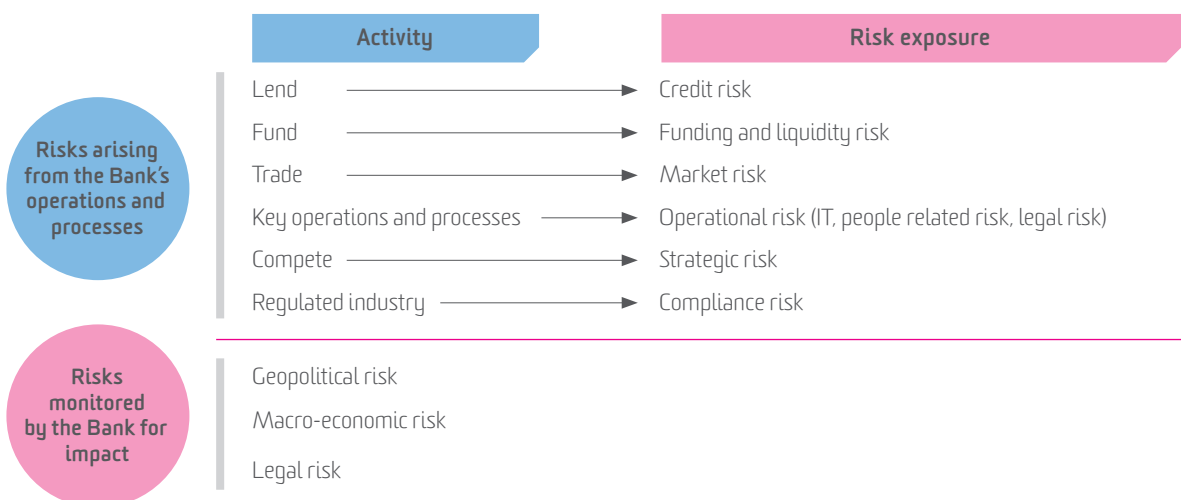 Activity
Risk exposure
Risks arising
from the Bank's
operations and
processes
Lend
Credit risk
Fund
Funding and liquidity risk
Trade
Market risk
Key operations and processes
Operational risk (IT, people related risk, legal risk)
Compete
Strategic risk
Regulated industry
Compliance risk
Risks
monitored
by the Bank for
impact
Geopolitical risk
Macro-economic risk
Legal risk